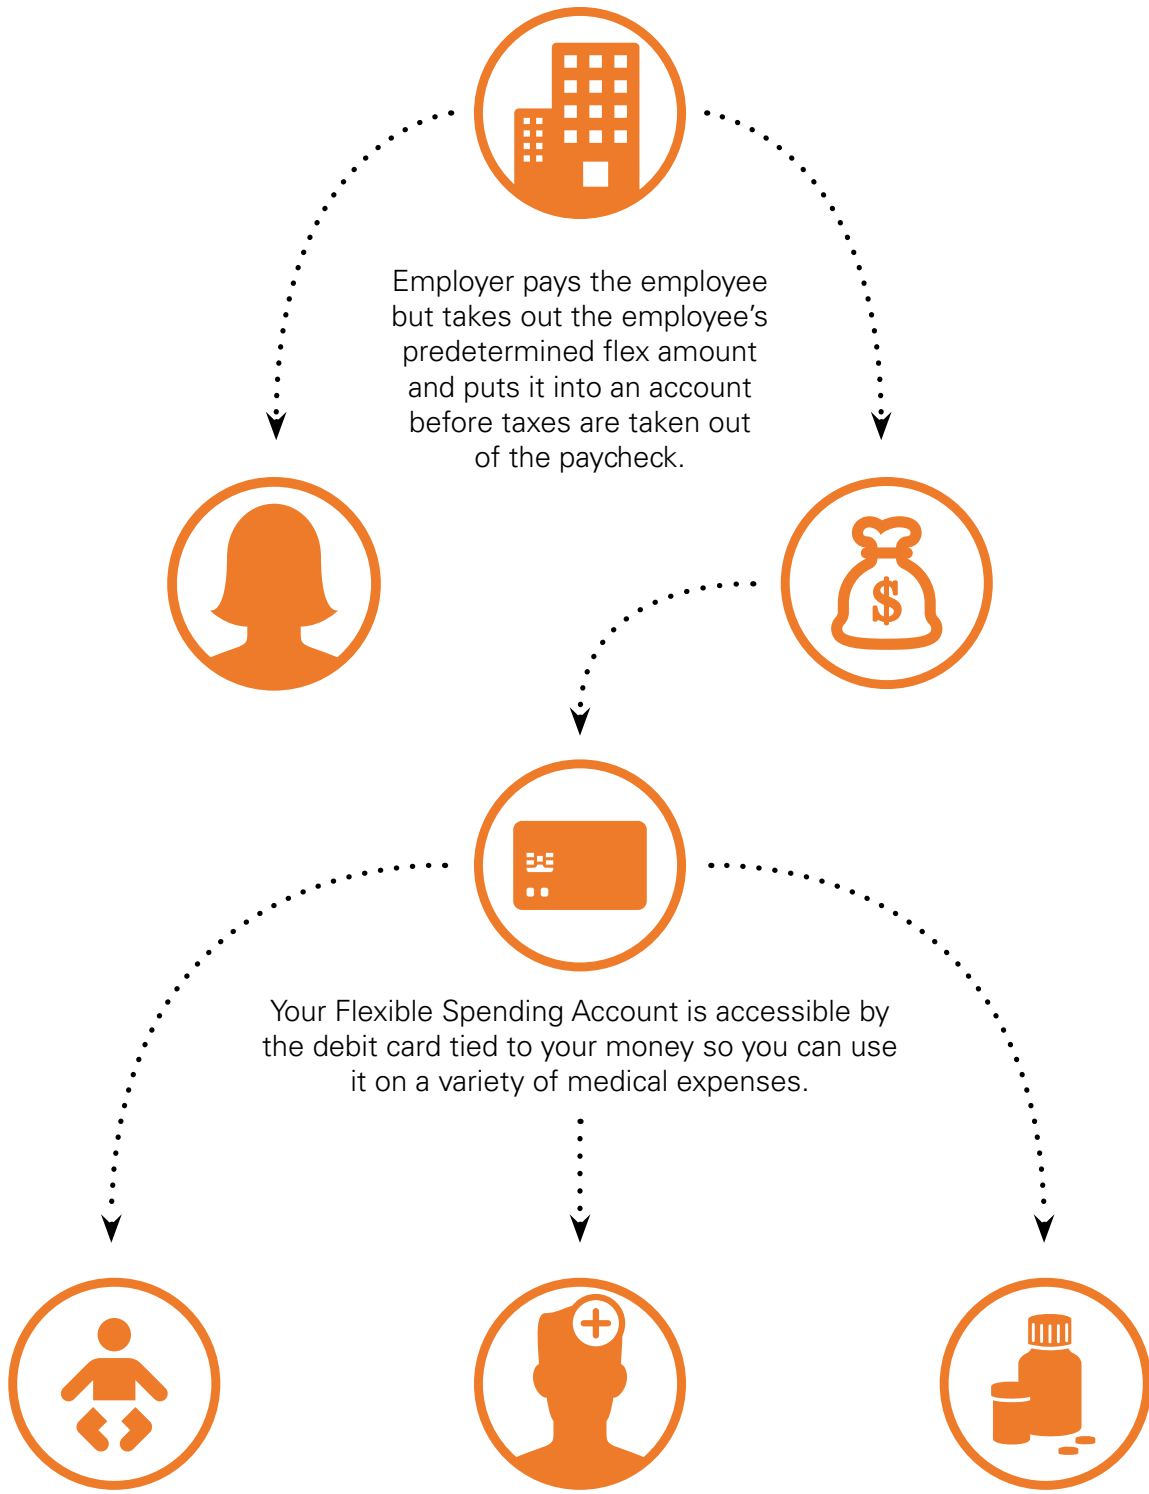 Employer pays the employee
but takes out the employee’s
predetermined flex amount
and puts it into an account
before taxes are taken out
of the paycheck.
$
Your Flexible Spending Account is accessible by
the debit card tied to your money so you can use
it on a variety of medical expenses.